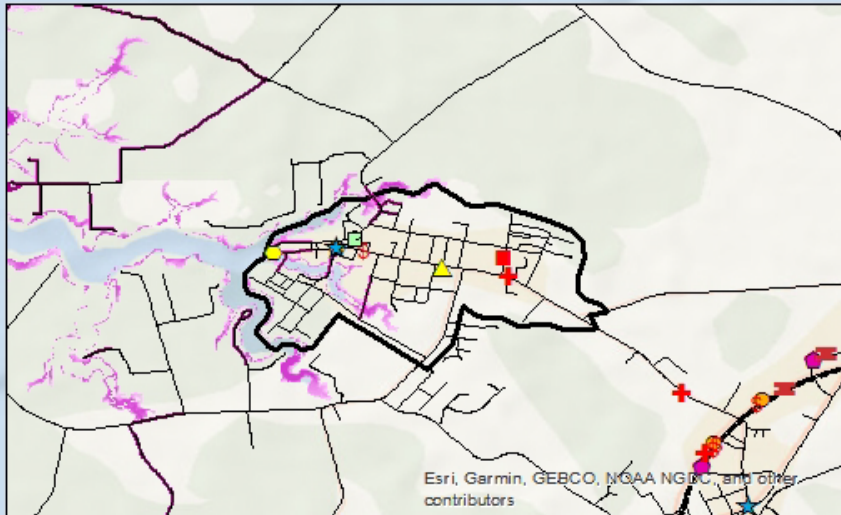 Esri, Garmin, GEBCO, NOAA NGDC, and other
contributors